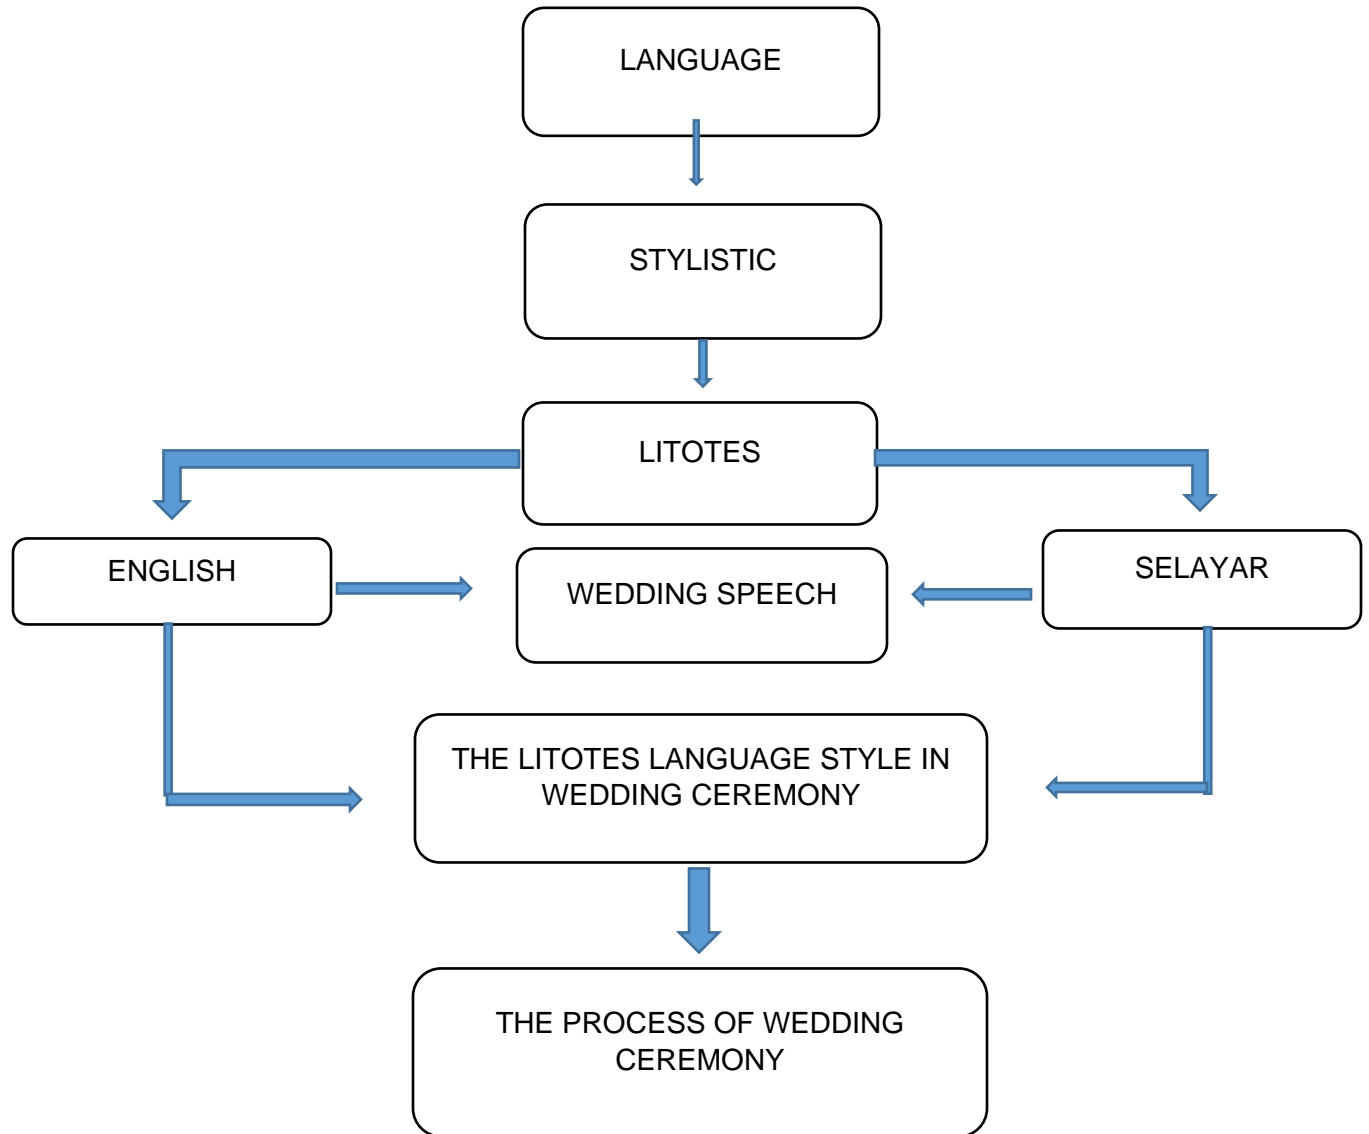 LANGUAGE
STYLISTIC
LITOTES
ENGLISH
WEDDING SPEECH
SELAYAR
THE LITOTES LANGUAGE STYLE IN
WEDDING CEREMONY
THE PROCESS OF WEDDING
CEREMONY